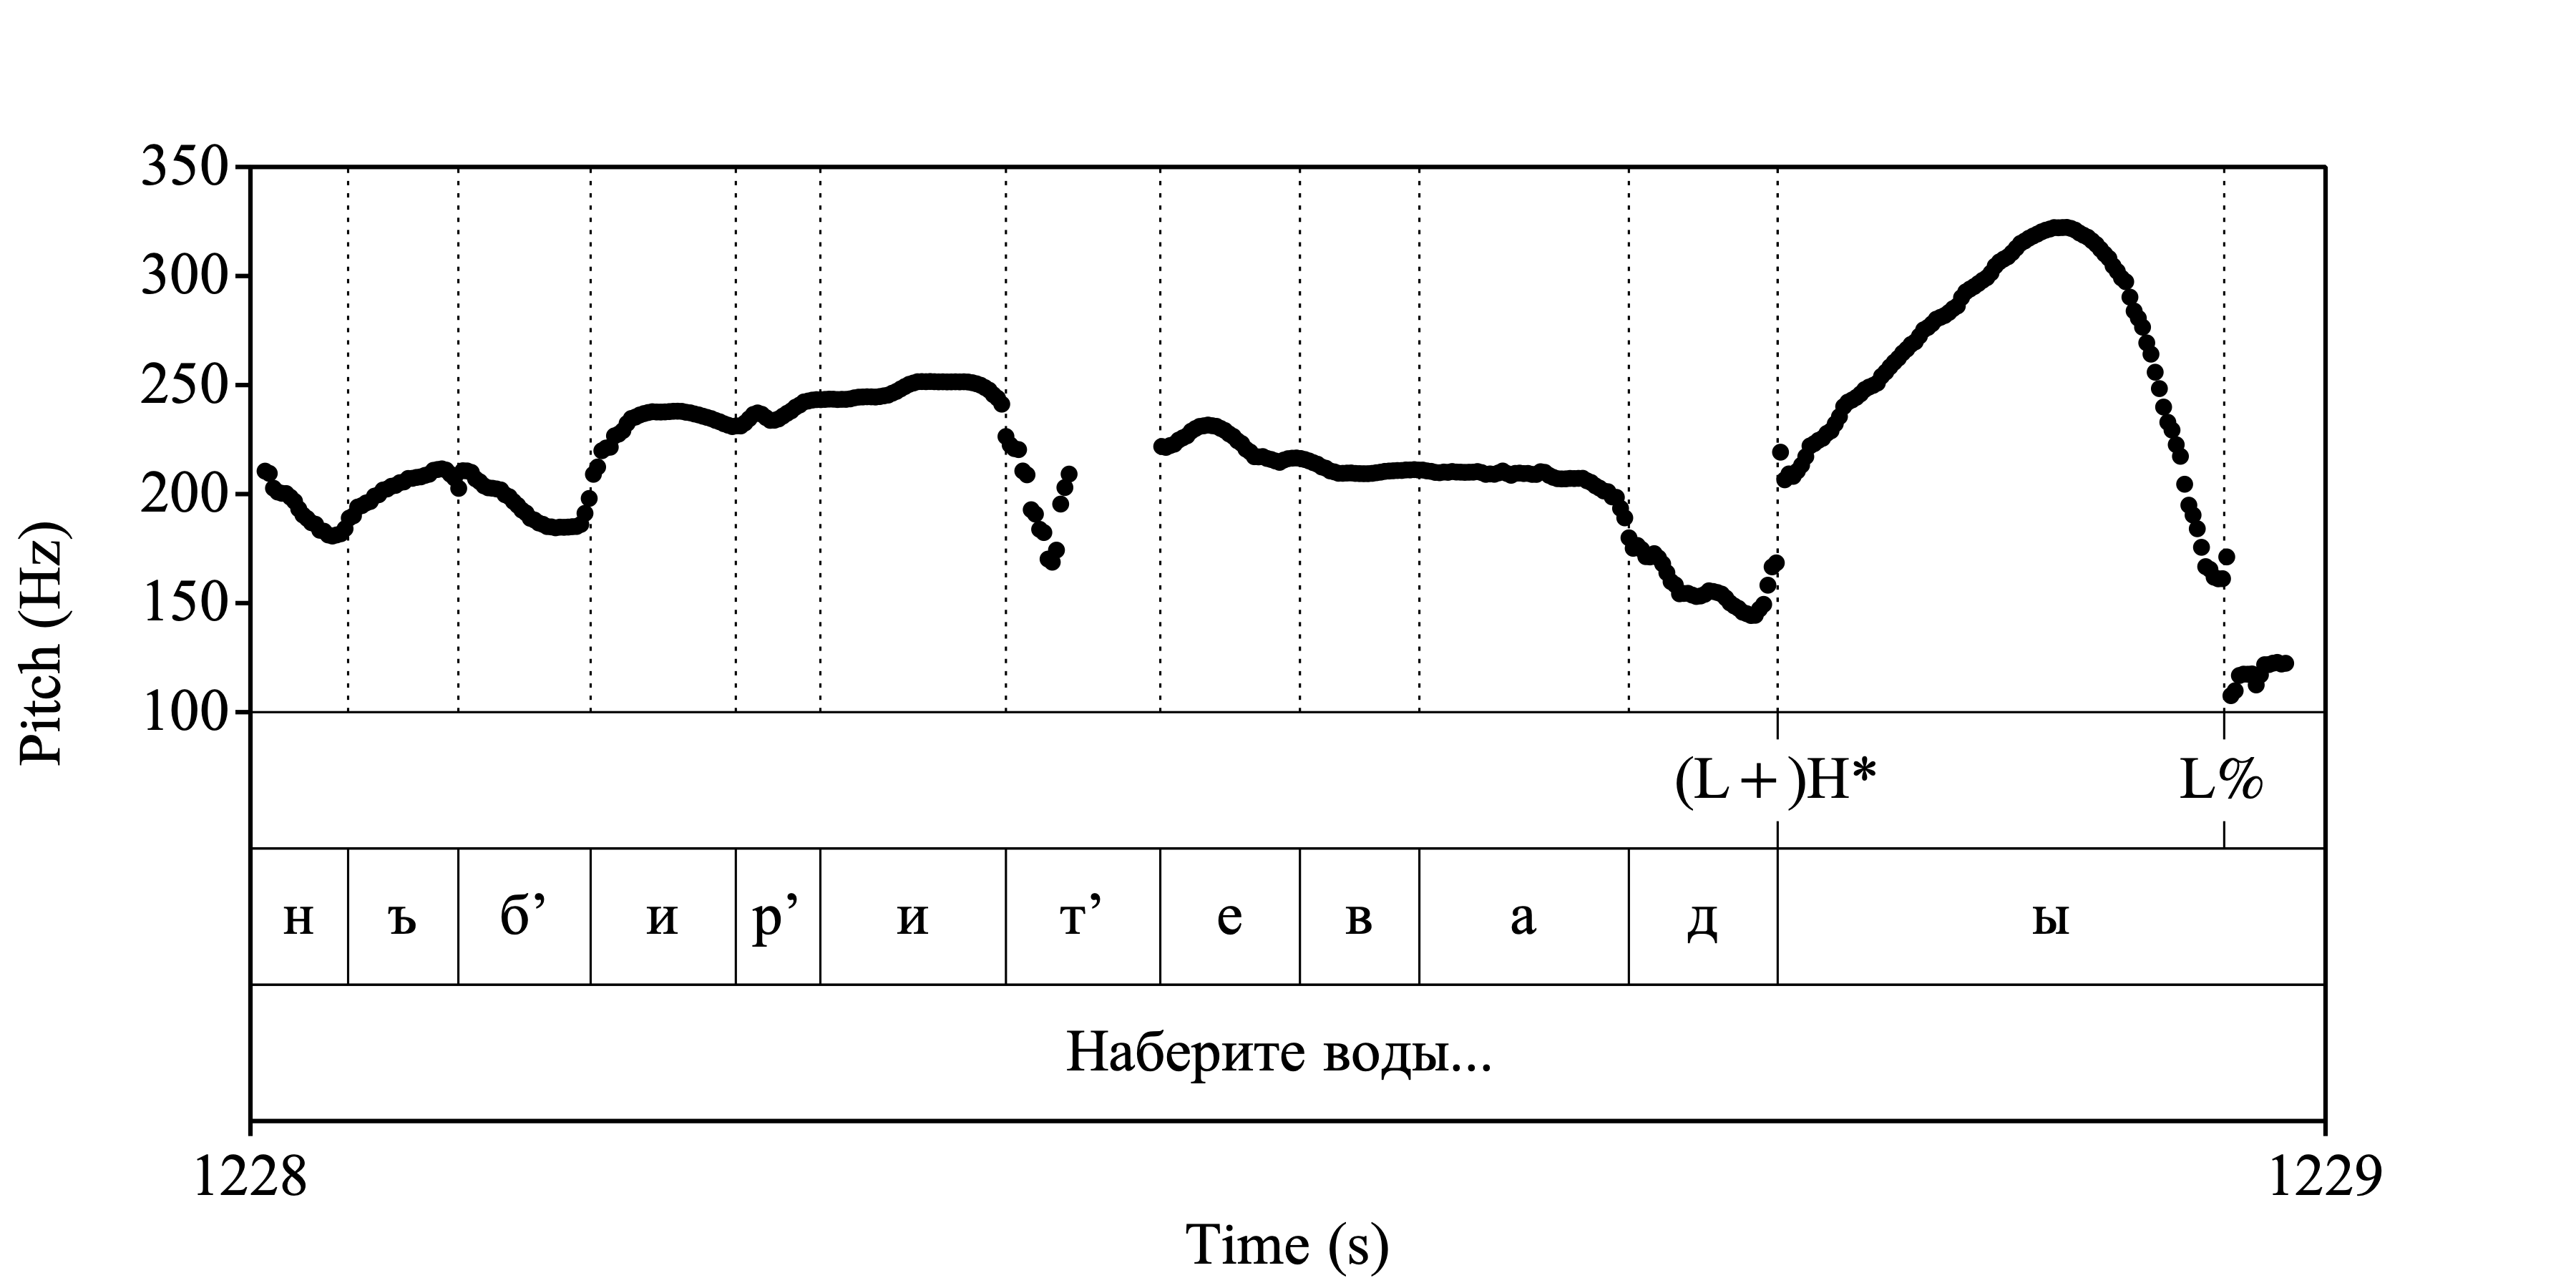 350
300
250
200
150
100
Pitch (Hz)
(L+)H* L%
н ъ б’ и р’ и т’ е в а д ы
Наберите воды...
1228 1229
Time (s)